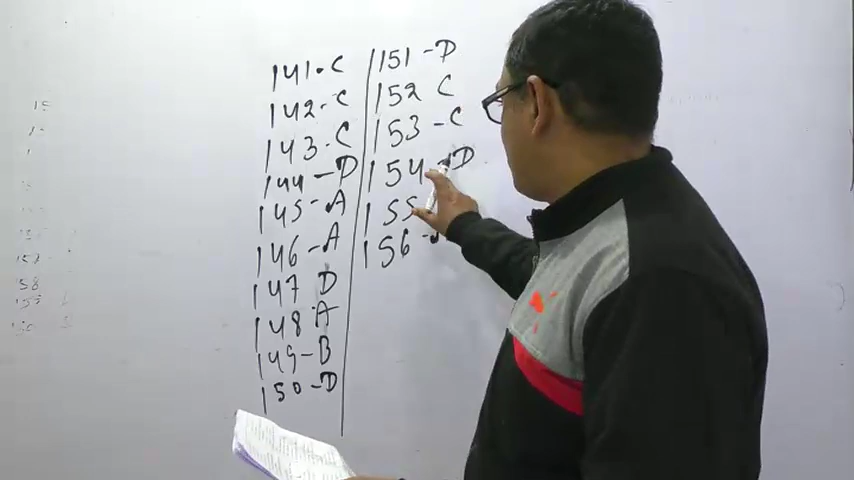 141.C
142-C
143.C
144-D
145-A
146-A
147 D
148 A
149-B
150-D
151-D
152 C
153-C
154-D
155
156-